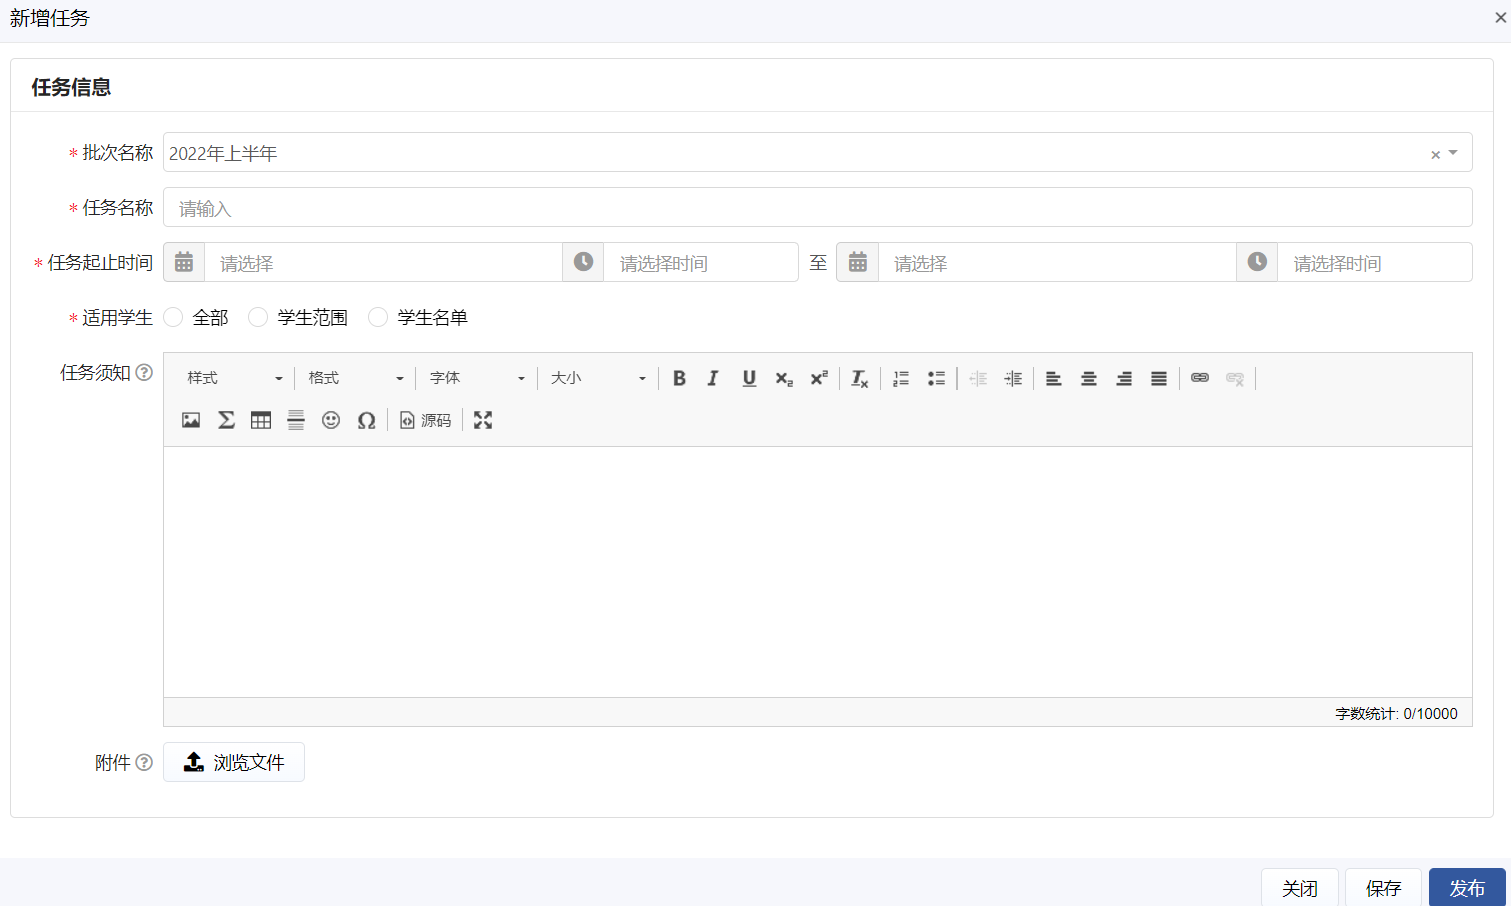 新增任务
任务信息
* 批次名称 2022年上半年
* 任务名称 请输入
* 任务起止时间 请选择 请选择时间 至 请选择 请选择时间
* 适用学生 全部 学生范围 学生名单
任务须知 样式 格式 字体 大小
源码
字数统计: 0/10000
附件 浏览文件
关闭 保存 发布